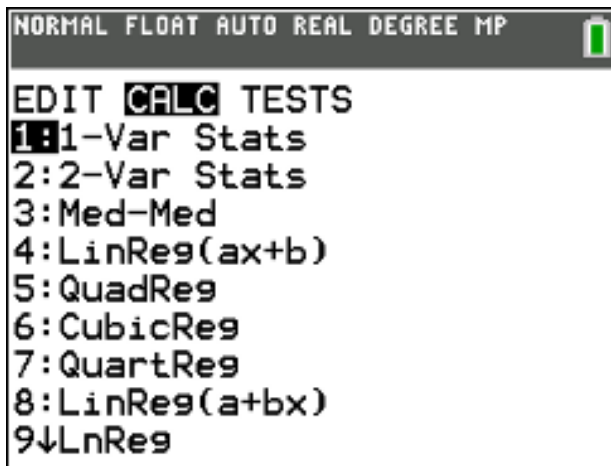 NORMAL FLOAT AUTO REAL DEGREE MP
EDIT CALC TESTS
1:1-Var Stats
2:2-Var Stats
3:Med-Med
4:LinReg(ax+b)
5:QuadReg
6:CubicReg
7:QuartReg
8:LinReg(a+bx)
9↓LnReg